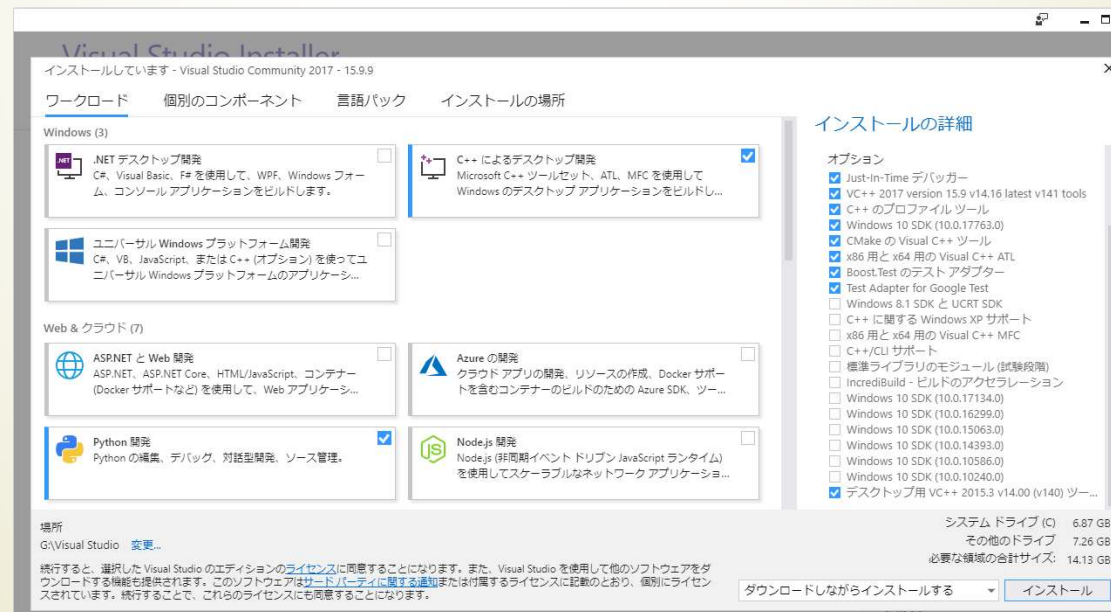 Visual Studio Installer
インストールしています - Visual Studio Community 2017 - 15.9.9
ワークロード 個別のコンポーネント 言語パック インストールの場所
Windows (3)
.NET
.NET デスクトップ開発
C#、Visual Basic、F# を使用して、WPF、Windows フォー
ム、コンソール アプリケーションをビルドします。
C++ によるデスクトップ開発
Microsoft C++ ツールセット、ATL、MFC を使用して
Windows のデスクトップ アプリケーションをビルドし...
ユニバーサル Windows プラットフォーム開発
C#、VB、JavaScript、または C++ (オプション) を使ってユ
ニバーサル Windows プラットフォームのアプリケーシ...
Web & クラウド (7)
ASP.NET と Web 開発
ASP.NET、ASP.NET Core、HTML/JavaScript、コンテナー
(Docker サポートなど) を使用して、Web アプリケーシ...
Azure の開発
クラウド アプリの開発、リソースの作成、Docker サポー
トを含むコンテナーのビルドのための Azure SDK、ツー...
Python 開発
Python の編集、デバッグ、対話型開発、ソース管理。
JS
Node.js 開発
Node.js (非同期イベント ドリブン JavaScript ランタイム)
を使用してスケーラブルなネットワーク アプリケーショ...
インストールの詳細
オプション
Just-In-Time デバッガー
VC++ 2017 version 15.9 v14.16 latest v141 tools
C++ のプロファイル ツール
Windows 10 SDK (10.0.17763.0)
CMake の Visual C++ ツール
x86 用と x64 用の Visual C++ ATL
Boost.Test のテスト アダプター
Test Adapter for Google Test
Windows 8.1 SDK と UCRT SDK
C++ に関する Windows XP サポート
x86 用と x64 用の Visual C++ MFC
C++/CLI サポート
標準ライブラリのモジュール (試験段階)
IncrediBuild - ビルドのアクセラレーション
Windows 10 SDK (10.0.17134.0)
Windows 10 SDK (10.0.16299.0)
Windows 10 SDK (10.0.15063.0)
Windows 10 SDK (10.0.14393.0)
Windows 10 SDK (10.0.10586.0)
Windows 10 SDK (10.0.10240.0)
デスクトップ用 VC++ 2015.3 v14.00 (v140) ツー...
場所
G:\Visual Studio 変更...
続行すると、選択した Visual Studio のエディションのライセンスに同意することになります。また、Visual Studio を使用して他のソフトウェアをダ
ウンロードする機能も提供されます。このソフトウェアはサード パーティに関する通知または付属するライセンスに記載のとおり、個別にライセン
スされています。続行することで、これらのライセンスにも同意することになります。
システム ドライブ (C) 6.87 GB
その他のドライブ 7.26 GB
必要な領域の合計サイズ: 14.13 GB
ダウンロードしながらインストールする インストール